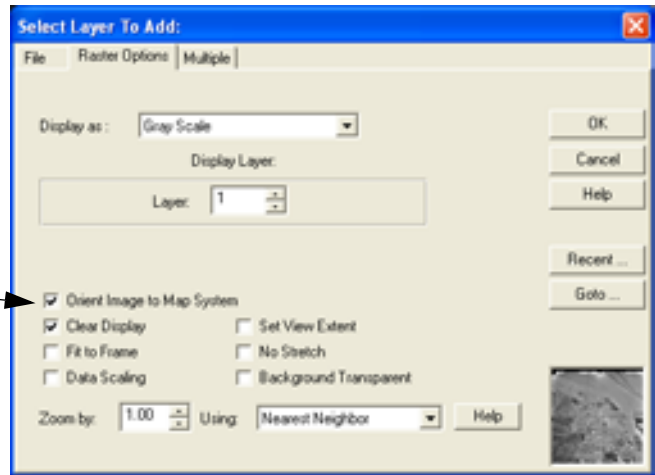 Select Layer To Add:
File Raster Options Multiple
Display as : Gray Scale
OK
Display Layer:
Cancel
Layer: 1
Help
Recent ...
Orient Image to Map System
Goto ...
Clear Display Set View Extent
Fit to Frame No Stretch
Data Scaling Background Transparent
Zoom by: 1.00 Using: Nearest Neighbor Help